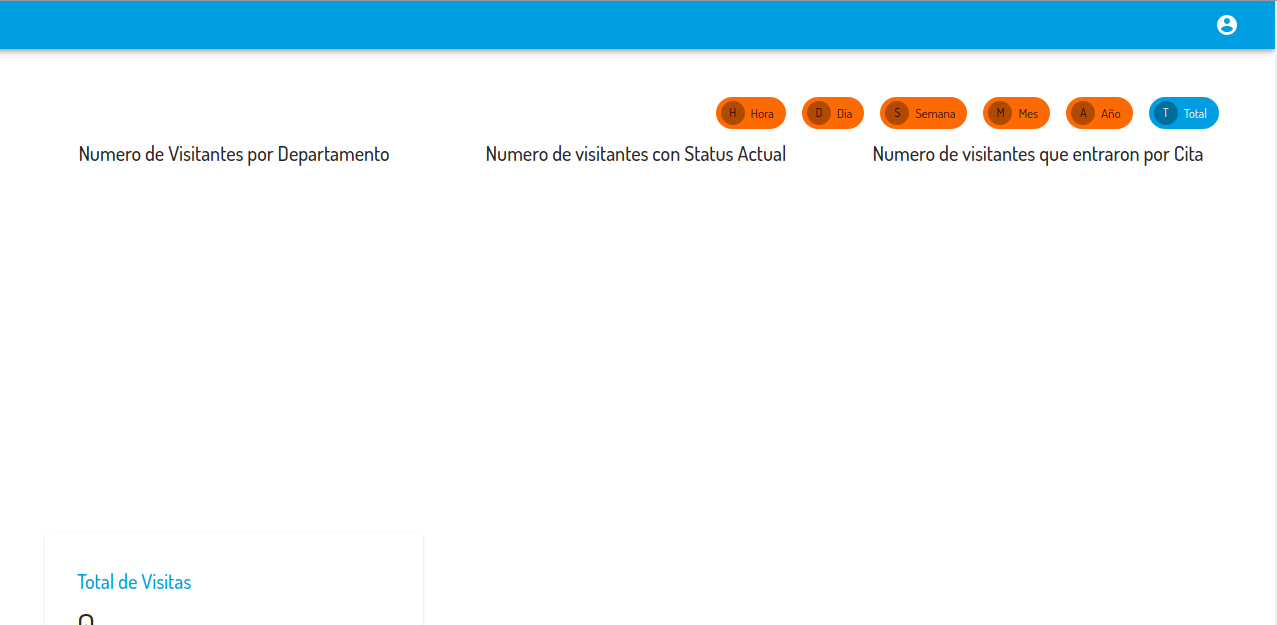 H Hora D Dia S Semana M Mes A Año T Total
Numero de Visitantes por Departamento Numero de visitantes con Status Actual Numero de visitantes que entraron por Cita
Total de Visitas